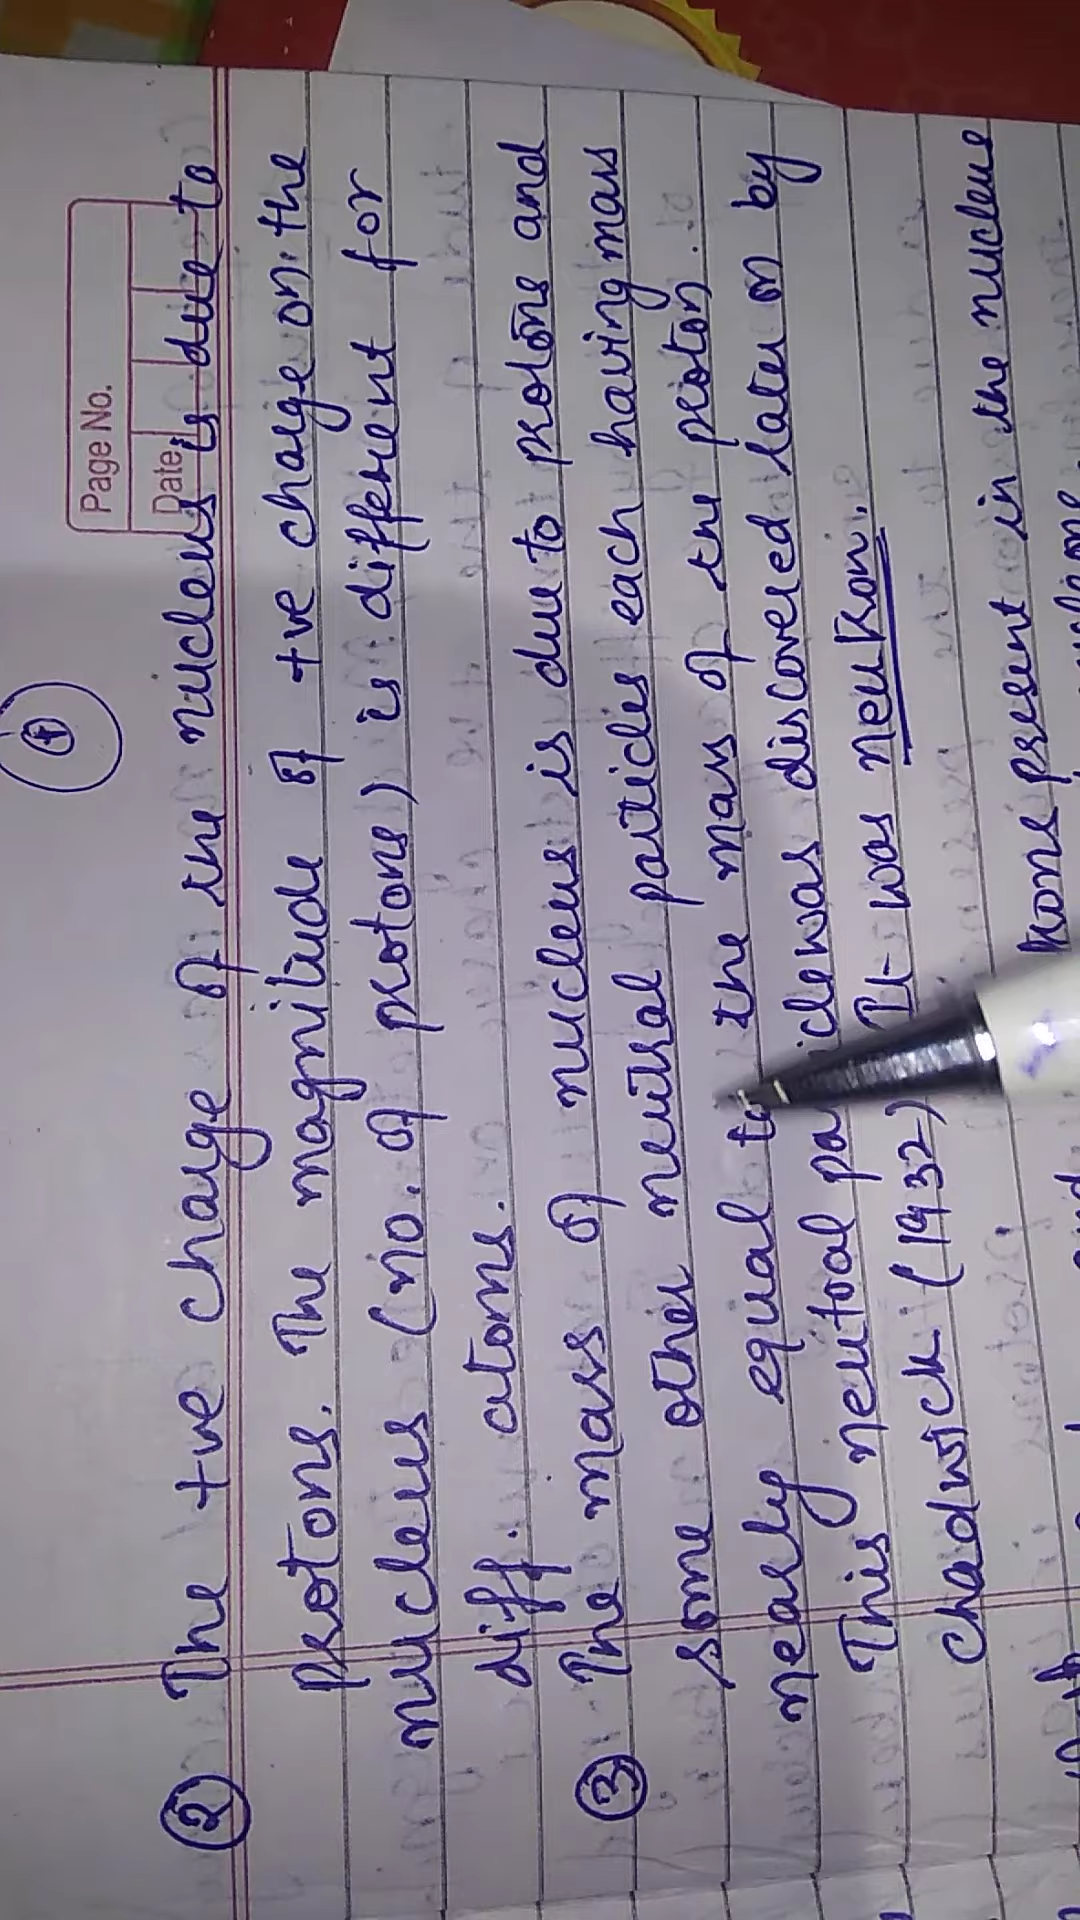 ④
Page No.
Date
② The +ve charge of the nucleus is due to
protons. The magnitude of +ve charge on the
nucleus (no. of protons) is different for
diff. atoms.
③ The mass of nucleus is due to protons and
some other neutral particles each having mass
nearly equal to the mass of the proton.
This neutral pa icle was discovered later on by
Chadwick (1932) It was neutron.
trons present in the nucleus